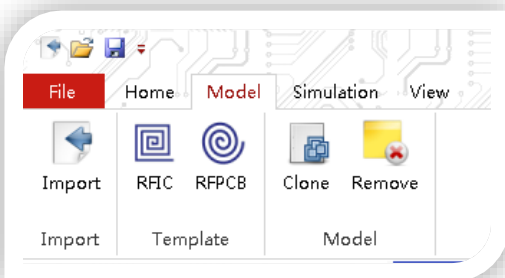 File Home Model Simulation View
Import RFIC RFPCB Clone Remove
Import Template Model